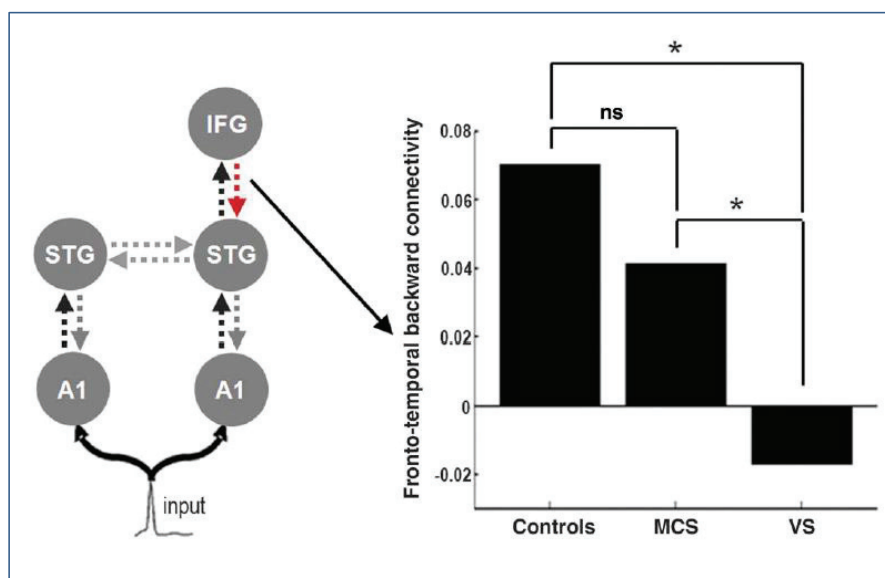 IFG
STG
STG
A1
A1
input
Fronto-temporal backward connectivity
0.08
0.06
0.04
0.02
0
-0.02
*
ns
*
Controls
MCS
VS